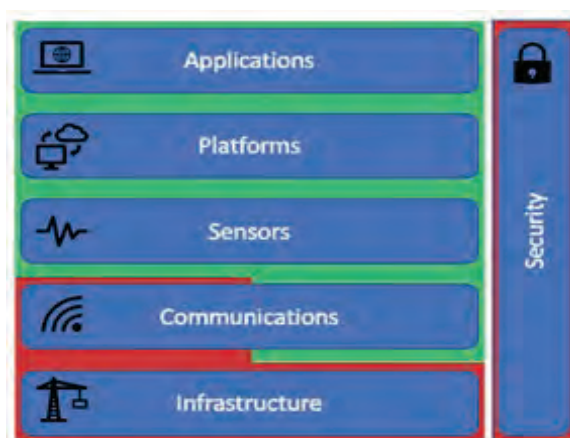 Applications
Platforms
Sensors
Communications
Infrastructure
Security